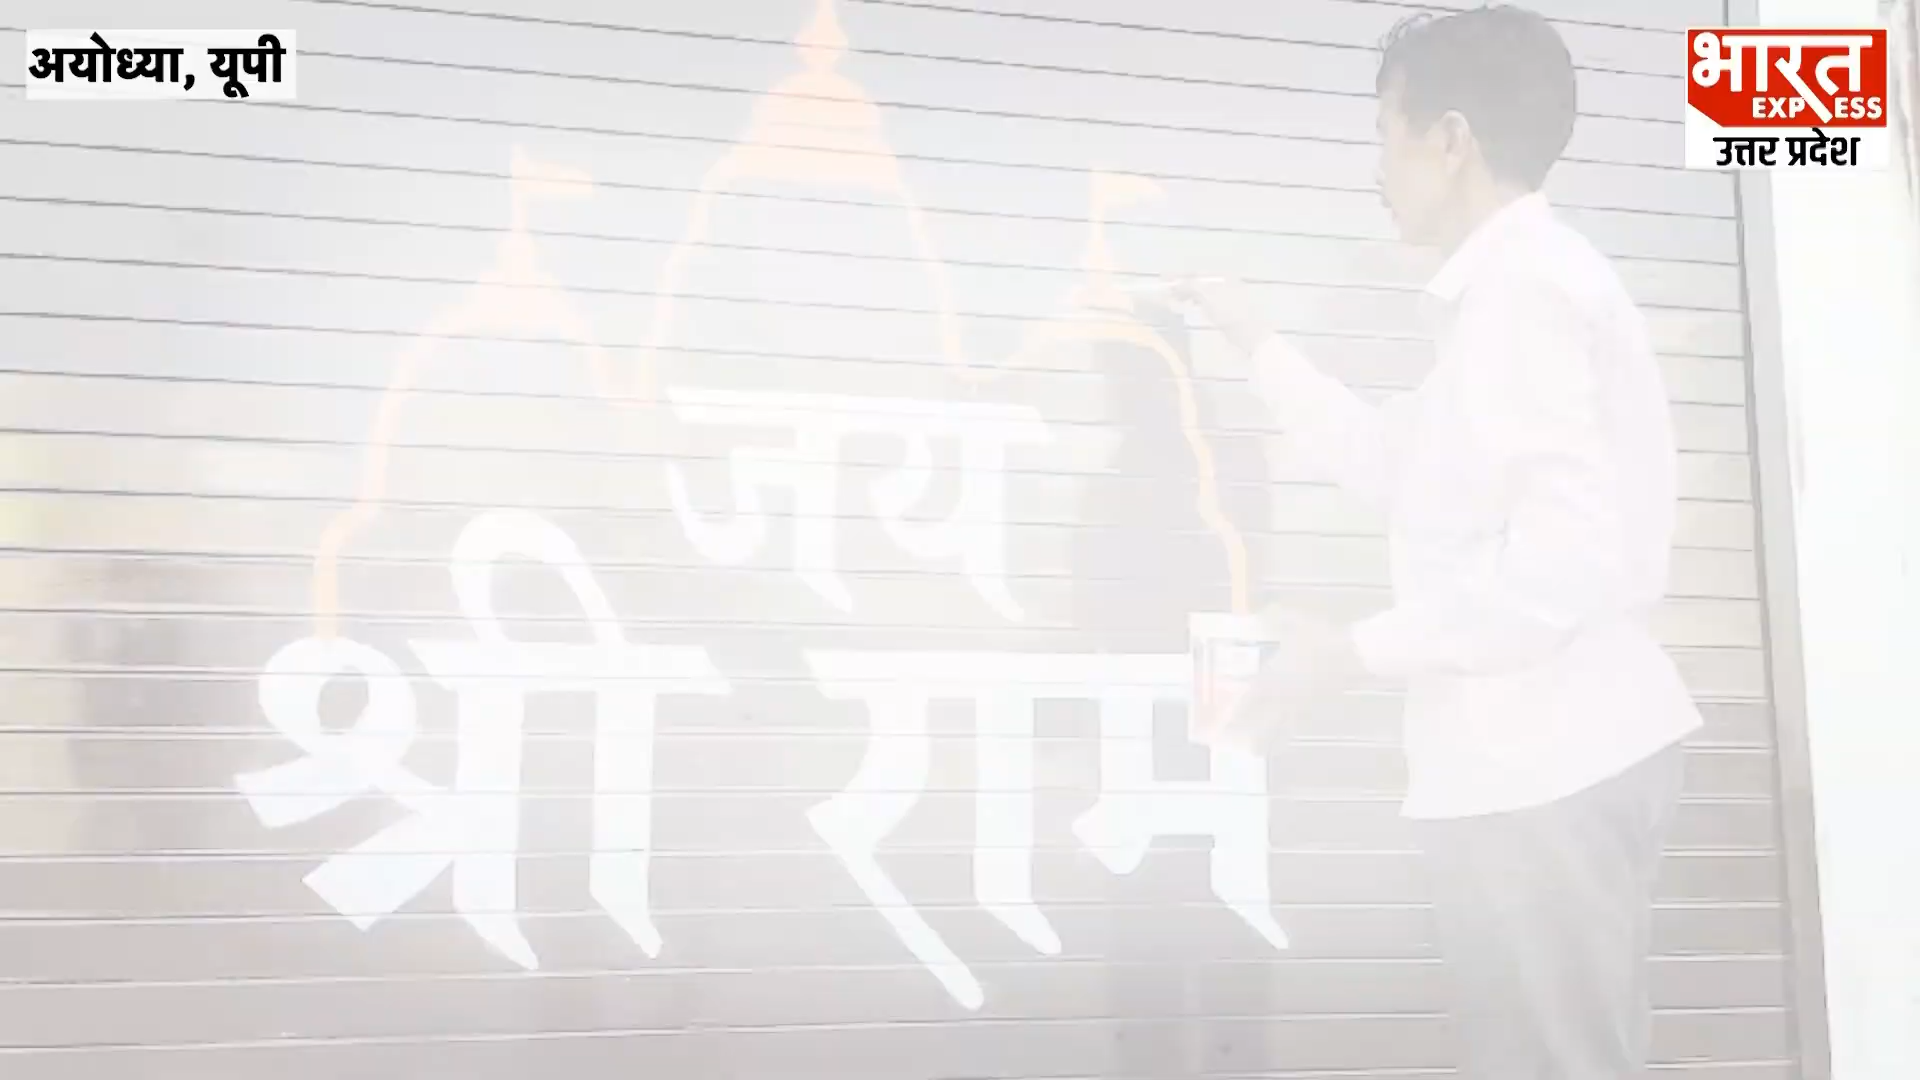 अयोध्या, यूपी
भारत
EXPRESS
उत्तर प्रदेश
जय
श्री राम